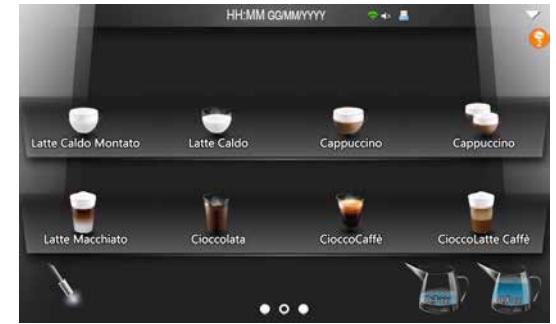 HH:MM GG/MM/YYYY
Latte Caldo Montato
Latte Caldo
Cappuccino
Cappuccino
Latte Macchiato
Cioccolata
CioccoCaffè
CioccoLatte Caffè